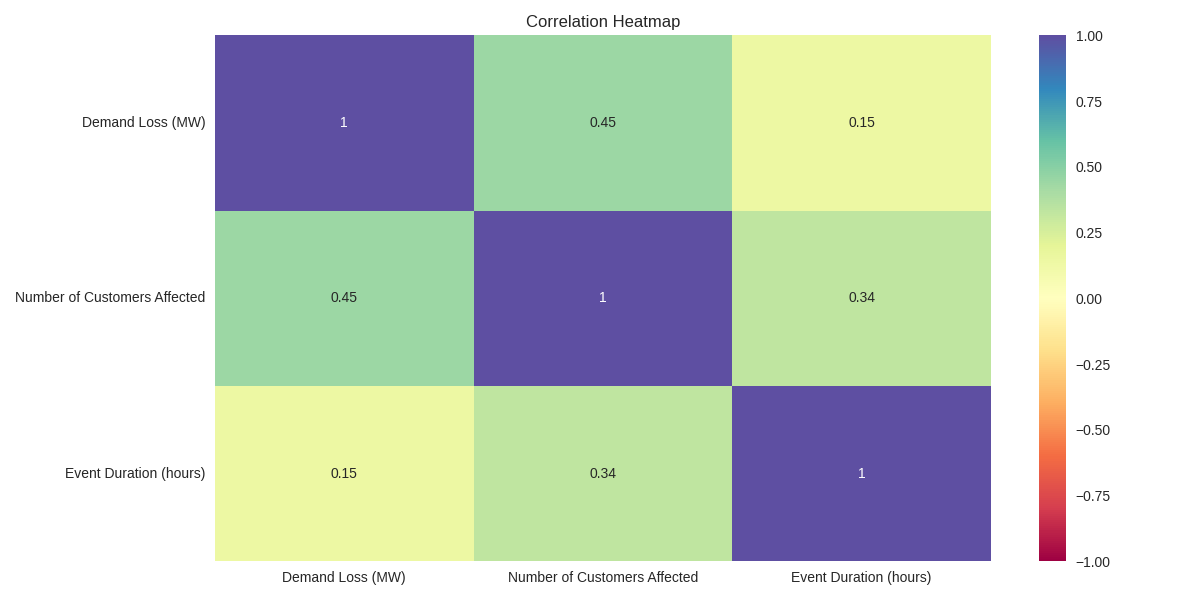 Correlation Heatmap
Demand Loss (MW)
1
0.45
0.15
Number of Customers Affected
0.45
1
0.34
Event Duration (hours)
0.15
0.34
1
Demand Loss (MW)
Number of Customers Affected
Event Duration (hours)
1.00
0.75
0.50
0.25
0.00
−0.25
−0.50
−0.75
−1.00